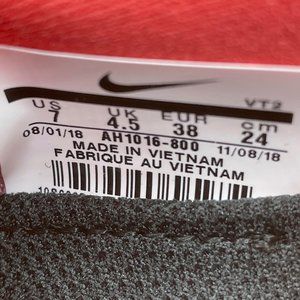 VT2
US UK EUR cm
7 4.5 38 24
08/01/18 AH1016-800 11/08/18
MADE IN VIETNAM
FABRIQUE AU VIETNAM